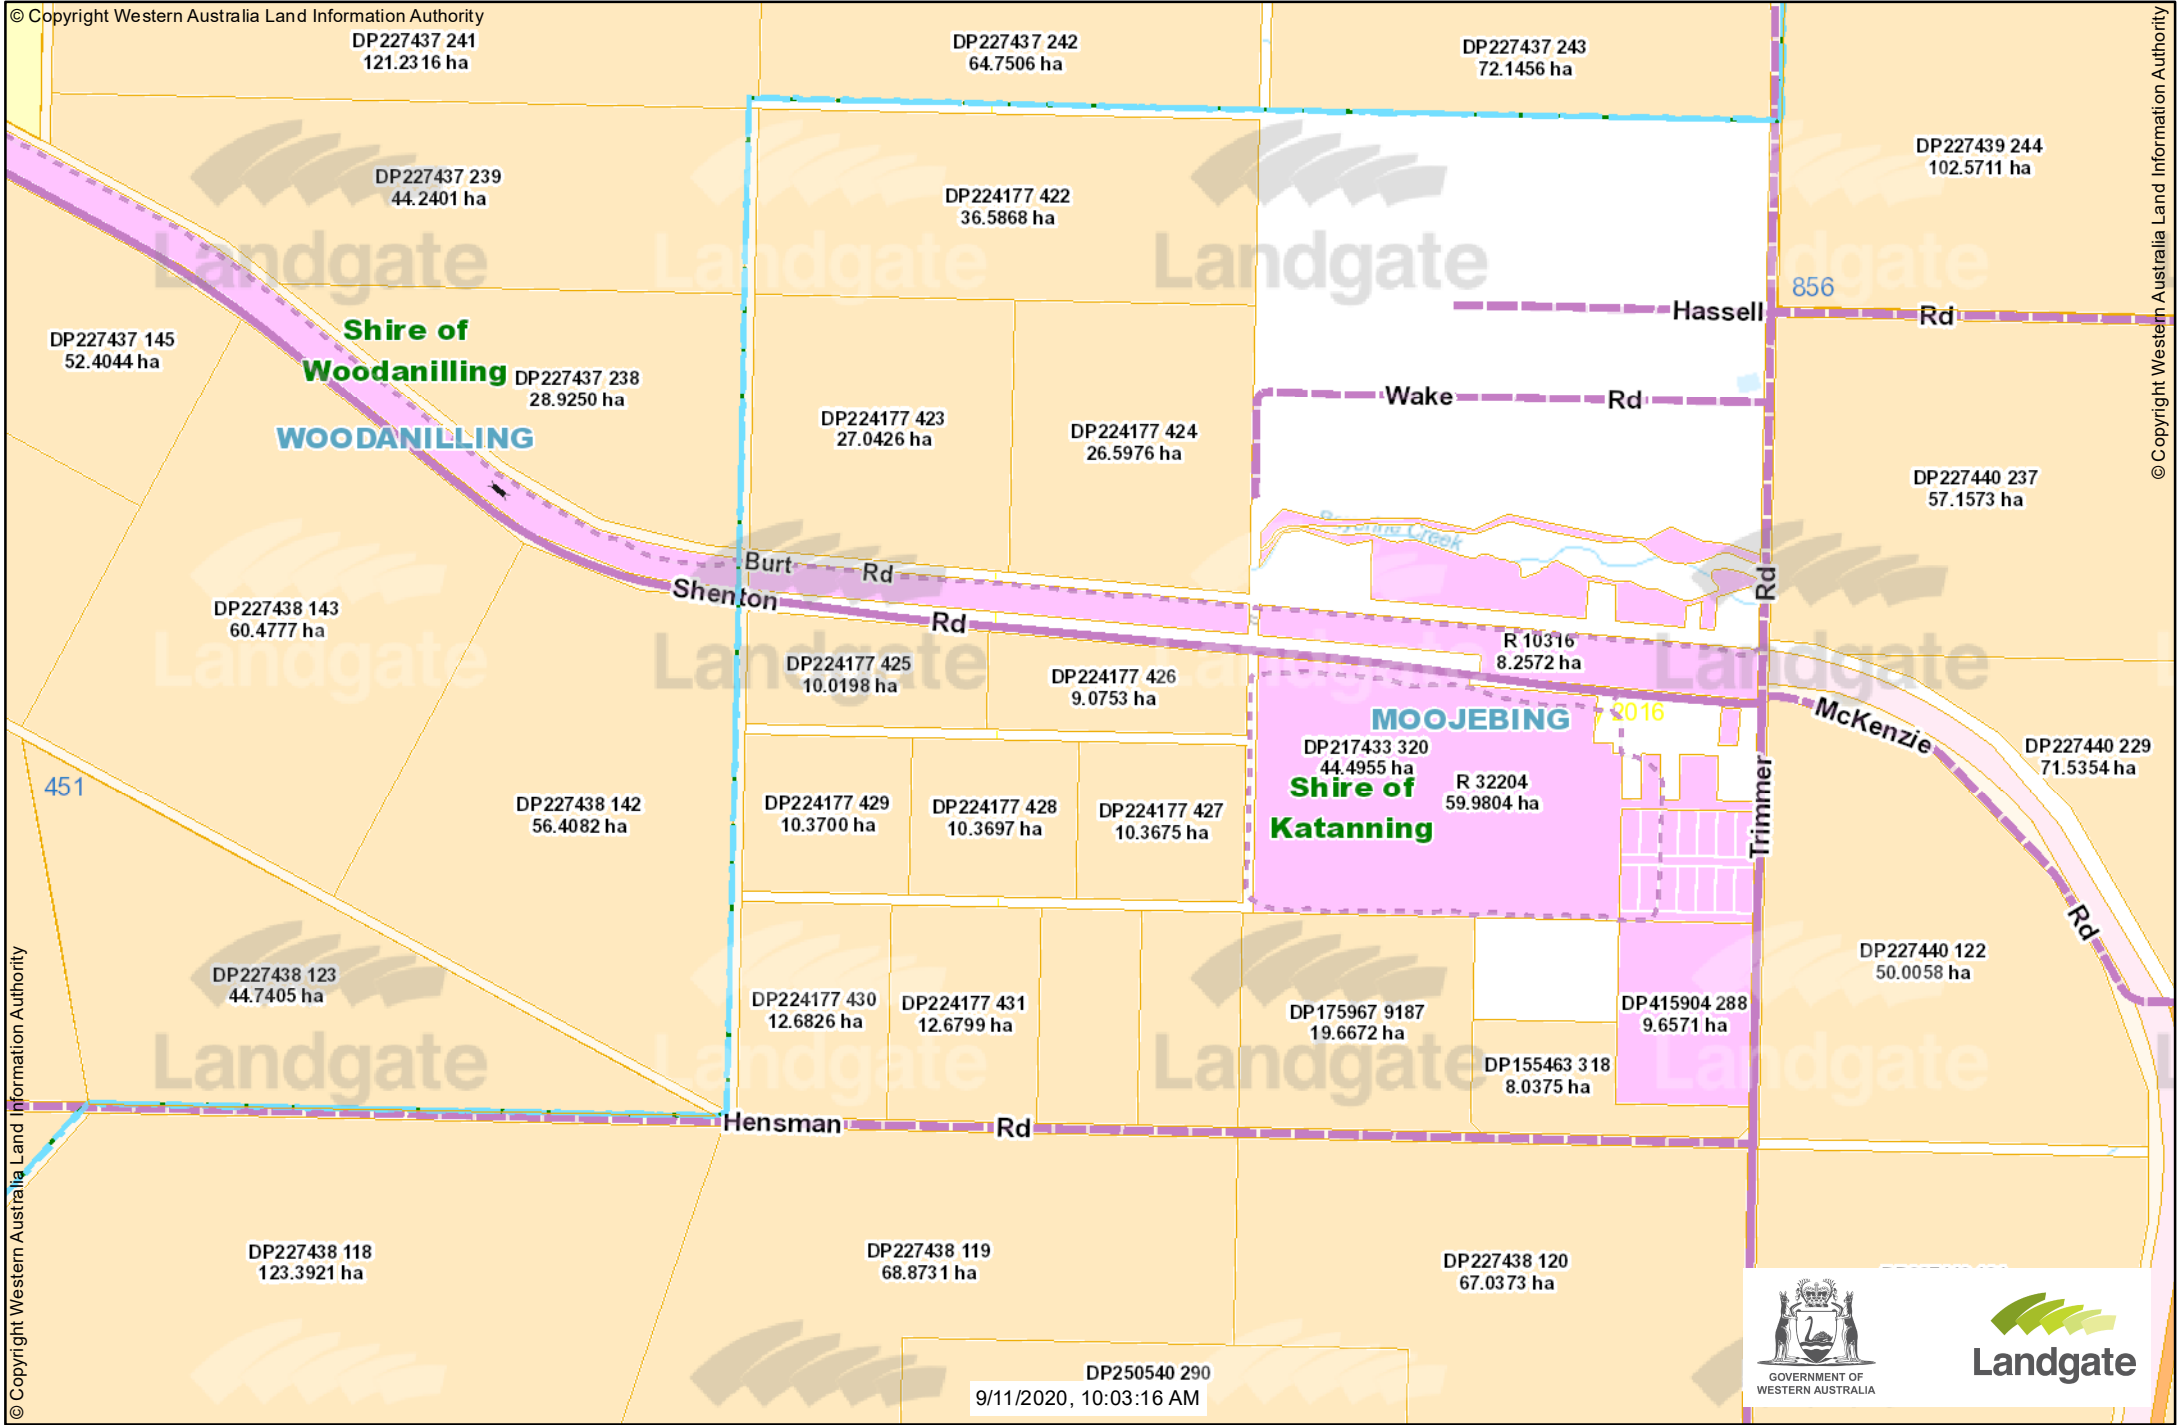 © Copyright Western Australia Land Information Authority
DP227437 241
121.2316 ha
DP227437 242
64.7506 ha
DP227437 243
72.1456 ha
© Copyright Western Australia Land Information Authority
DP227439 244
102.5711 ha
DP227437 239
44.2401 ha
DP224177 422
36.5868 ha
Landgate
Landgate
Landgate
dgate
856
Hassell Rd
Shire of
Woodanilling
DP227437 145
52.4044 ha
DP227437 238
28.9250 ha
WOODANILLING
Wake Rd
DP224177 423
27.0426 ha
DP224177 424
26.5976 ha
DP227440 237
57.1573 ha
Creek
Burt Rd
Shenton Rd
Rd
DP227438 143
60.4777 ha
Landgate
Landgate
Landgate
Landgate
R 10316
8.2572 ha
DP224177 425
10.0198 ha
DP224177 426
9.0753 ha
MOOJEBING
2016
McKenzie Rd
DP217433 320
44.4955 ha
DP227440 229
71.5354 ha
R 32204
59.9804 ha
Shire of
Katanning
451
DP227438 142
56.4082 ha
DP224177 429
10.3700 ha
DP224177 428
10.3697 ha
DP224177 427
10.3675 ha
Trimmer
DP227438 123
44.7405 ha
DP224177 430
12.6826 ha
DP224177 431
12.6799 ha
DP175967 9187
19.6672 ha
DP415904 288
9.6571 ha
DP227440 122
50.0058 ha
DP155463 318
8.0375 ha
Landgate
Landgate
Landgate
Landgate
Hensman Rd
DP227438 118
123.3921 ha
DP227438 119
68.8731 ha
DP227438 120
67.0373 ha
DP250540 290
9/11/2020, 10:03:16 AM
© Copyright Western Australia Land Information Authority
GOVERNMENT OF
WESTERN AUSTRALIA
Landgate